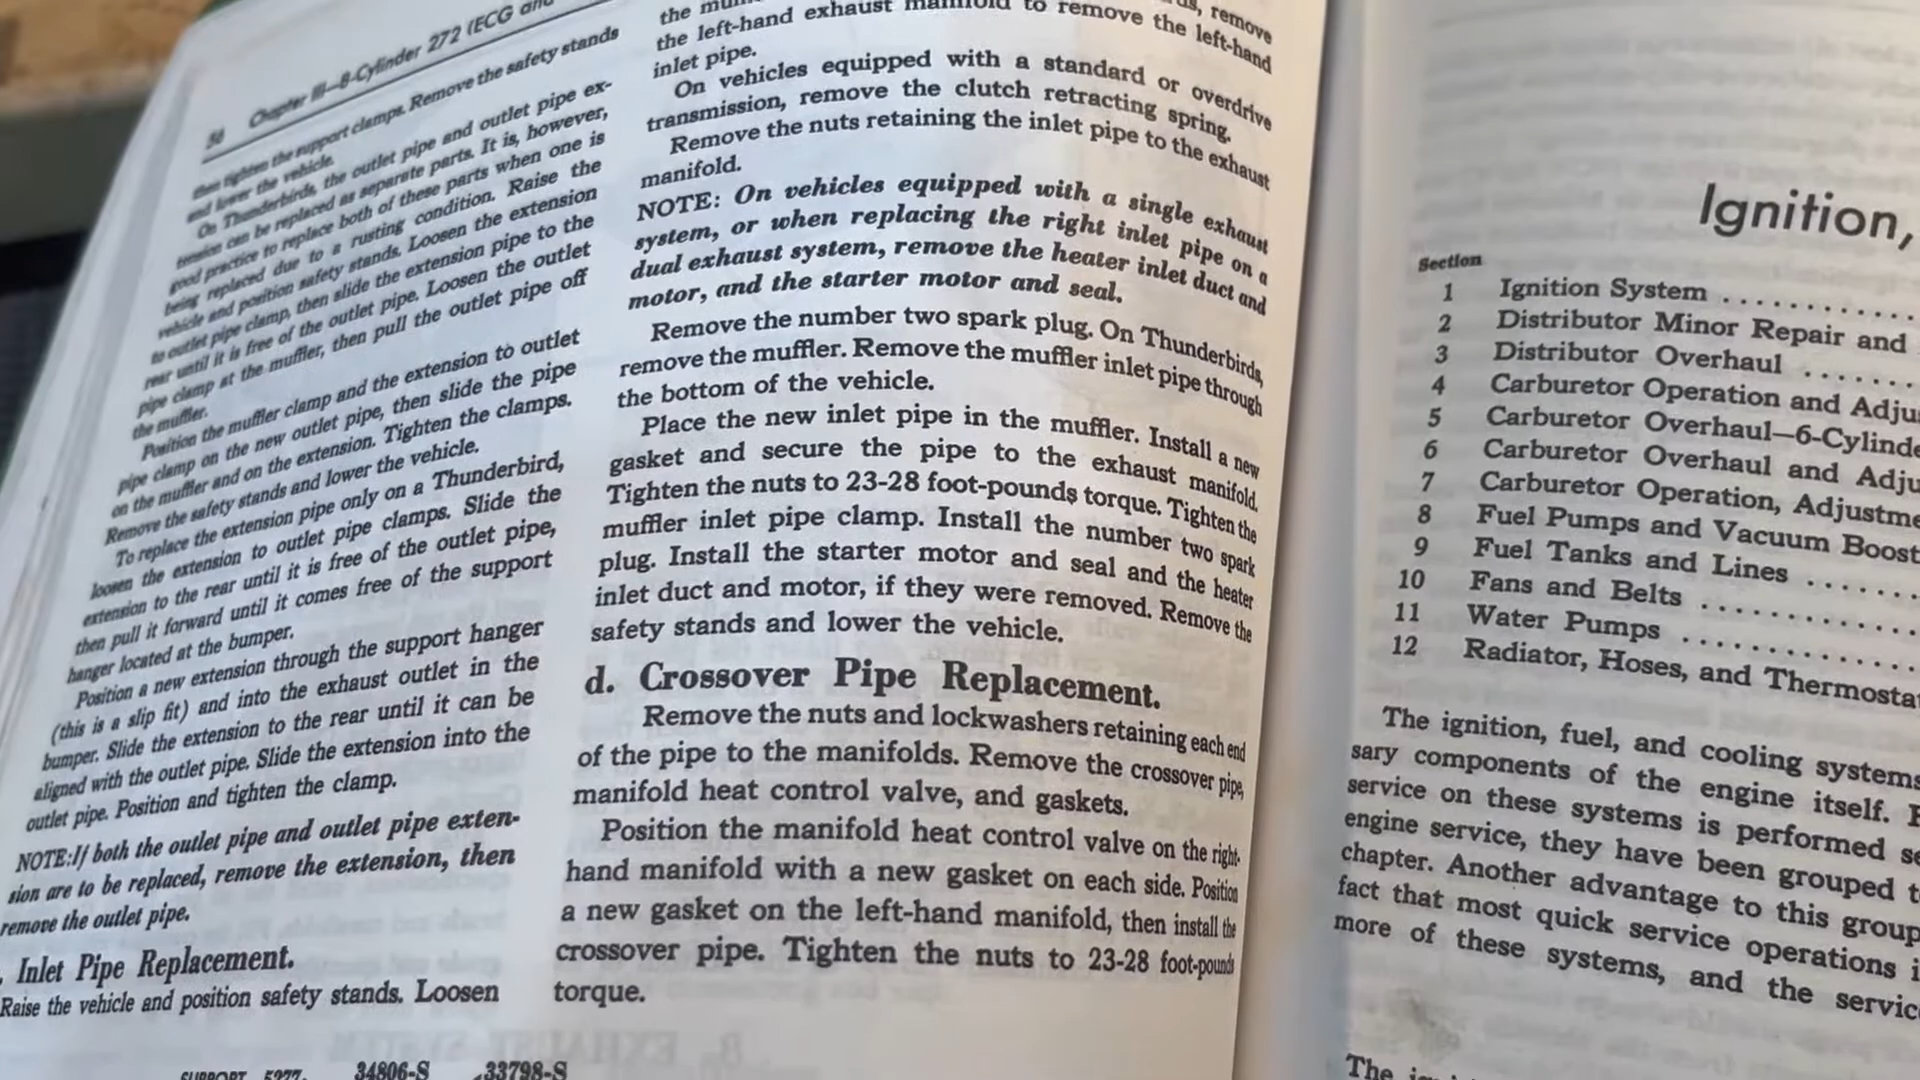 56 Chapter III—8-Cylinder 272 (ECG and
then tighten the support clamps. Remove the safety stands
and lower the vehicle.
On Thunderbirds, the outlet pipe and outlet pipe ex-
tension can be replaced as separate parts. It is, however,
good practice to replace both of these parts when one is
being replaced due to a rusting condition. Raise the
vehicle and position safety stands. Loosen the extension
to outlet pipe clamp, then slide the extension pipe to the
rear until it is free of the outlet pipe. Loosen the outlet
pipe clamp at the muffler, then pull the outlet pipe off
the muffler.
Position the muffler clamp and the extension to outlet
pipe clamp on the new outlet pipe, then slide the pipe
on the muffler and on the extension. Tighten the clamps.
Remove the safety stands and lower the vehicle.
To replace the extension pipe only on a Thunderbird,
loosen the extension to outlet pipe clamps. Slide the
extension to the rear until it is free of the outlet pipe,
then pull it forward until it comes free of the support
hanger located at the bumper.
Position a new extension through the support hanger
(this is a slip fit) and into the exhaust outlet in the
bumper. Slide the extension to the rear until it can be
aligned with the outlet pipe. Slide the extension into the
outlet pipe. Position and tighten the clamp.
NOTE:If both the outlet pipe and outlet pipe exten-
sion are to be replaced, remove the extension, then
remove the outlet pipe.
. Inlet Pipe Replacement.
Raise the vehicle and position safety stands. Loosen
SUPPORT 5277 34806-S 33798-S
the remove
the left-hand exhaust manifold to remove the left-hand
inlet pipe.
On vehicles equipped with a standard or overdrive
transmission, remove the clutch retracting spring.
Remove the nuts retaining the inlet pipe to the exhaust
manifold.
NOTE: On vehicles equipped with a single exhaust
system, or when replacing the right inlet pipe on a
dual exhaust system, remove the heater inlet duct and
motor, and the starter motor and seal.
Remove the number two spark plug. On Thunderbirds,
remove the muffler. Remove the muffler inlet pipe through
the bottom of the vehicle.
Place the new inlet pipe in the muffler. Install a new
gasket and secure the pipe to the exhaust manifold.
Tighten the nuts to 23-28 foot-pounds torque. Tighten the
muffler inlet pipe clamp. Install the number two spark
plug. Install the starter motor and seal and the heater
inlet duct and motor, if they were removed. Remove the
safety stands and lower the vehicle.
d. Crossover Pipe Replacement.
Remove the nuts and lockwashers retaining each end
of the pipe to the manifolds. Remove the crossover pipe,
manifold heat control valve, and gaskets.
Position the manifold heat control valve on the right-
hand manifold with a new gasket on each side. Position
a new gasket on the left-hand manifold, then install the
crossover pipe. Tighten the nuts to 23-28 foot-pounds
torque.
Ignition,
Section
1 Ignition System ..........
2 Distributor Minor Repair and
3 Distributor Overhaul .......
4 Carburetor Operation and Adju
5 Carburetor Overhaul—6-Cylinde
6 Carburetor Overhaul and Adju
7 Carburetor Operation, Adjustme
8 Fuel Pumps and Vacuum Boost
9 Fuel Tanks and Lines .......
10 Fans and Belts ...........
11 Water Pumps ............
12 Radiator, Hoses, and Thermosta
The ignition, fuel, and cooling systems
sary components of the engine itself.
service on these systems is performed se
engine service, they have been grouped t
chapter. Another advantage to this group
fact that most quick service operations i
more of these systems, and the servic
The